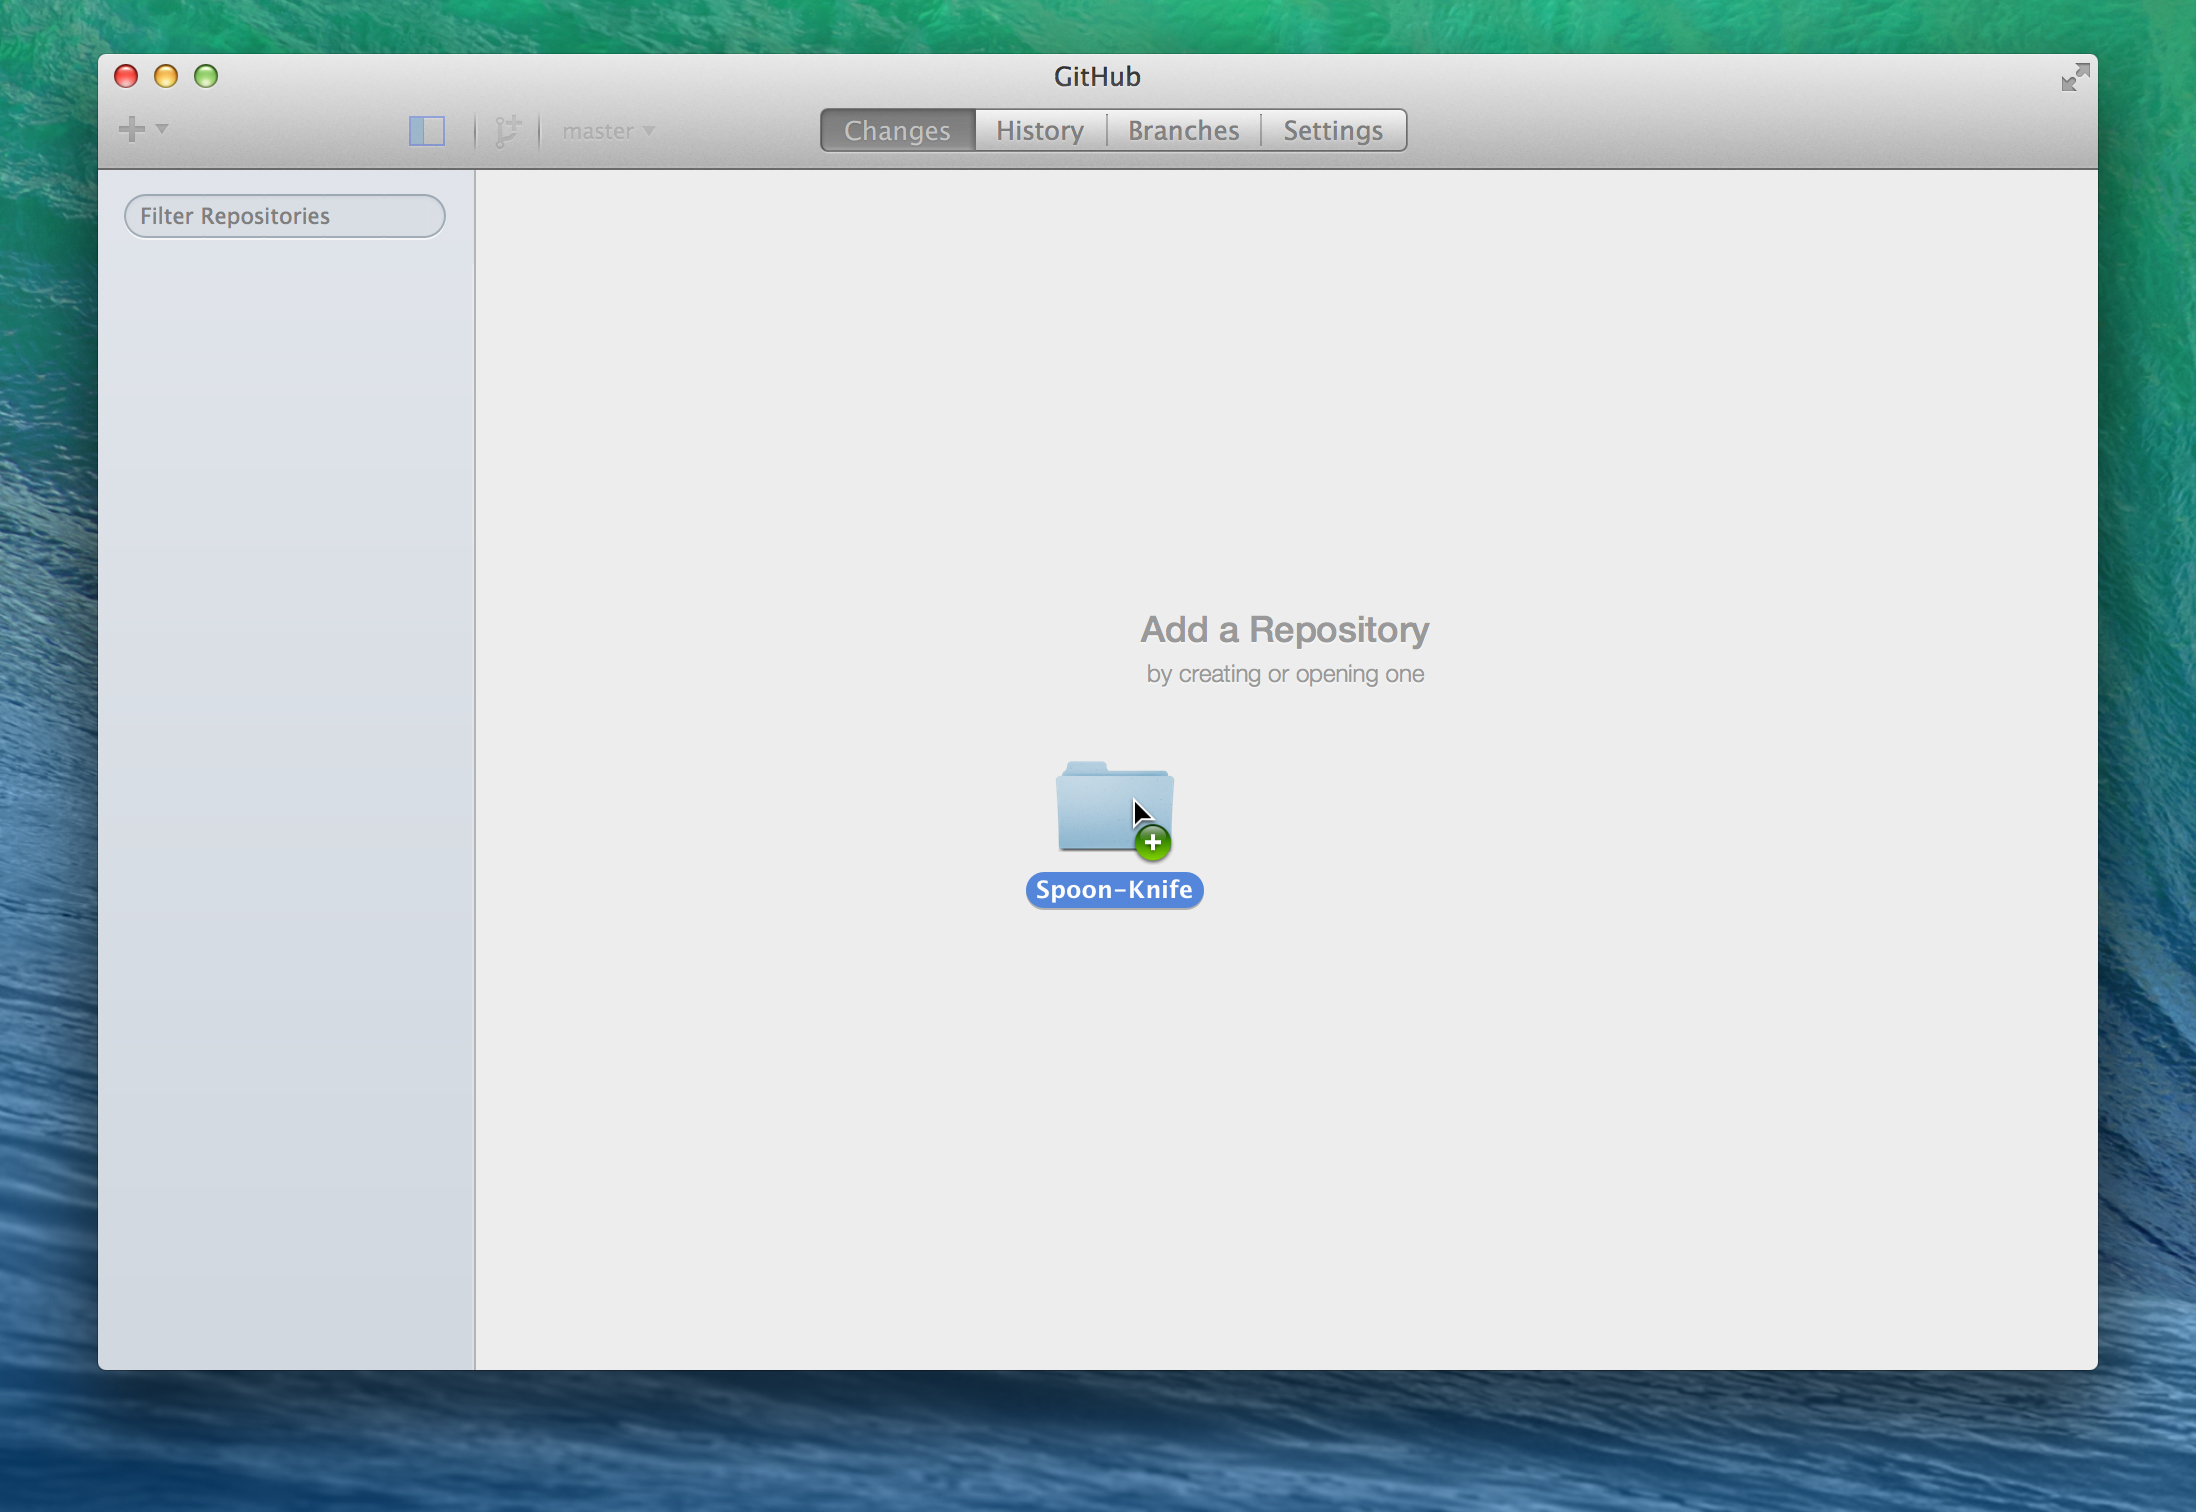 GitHub
master
Changes
History
Branches
Settings
Filter Repositories
Add a Repository
by creating or opening one
Spoon-Knife